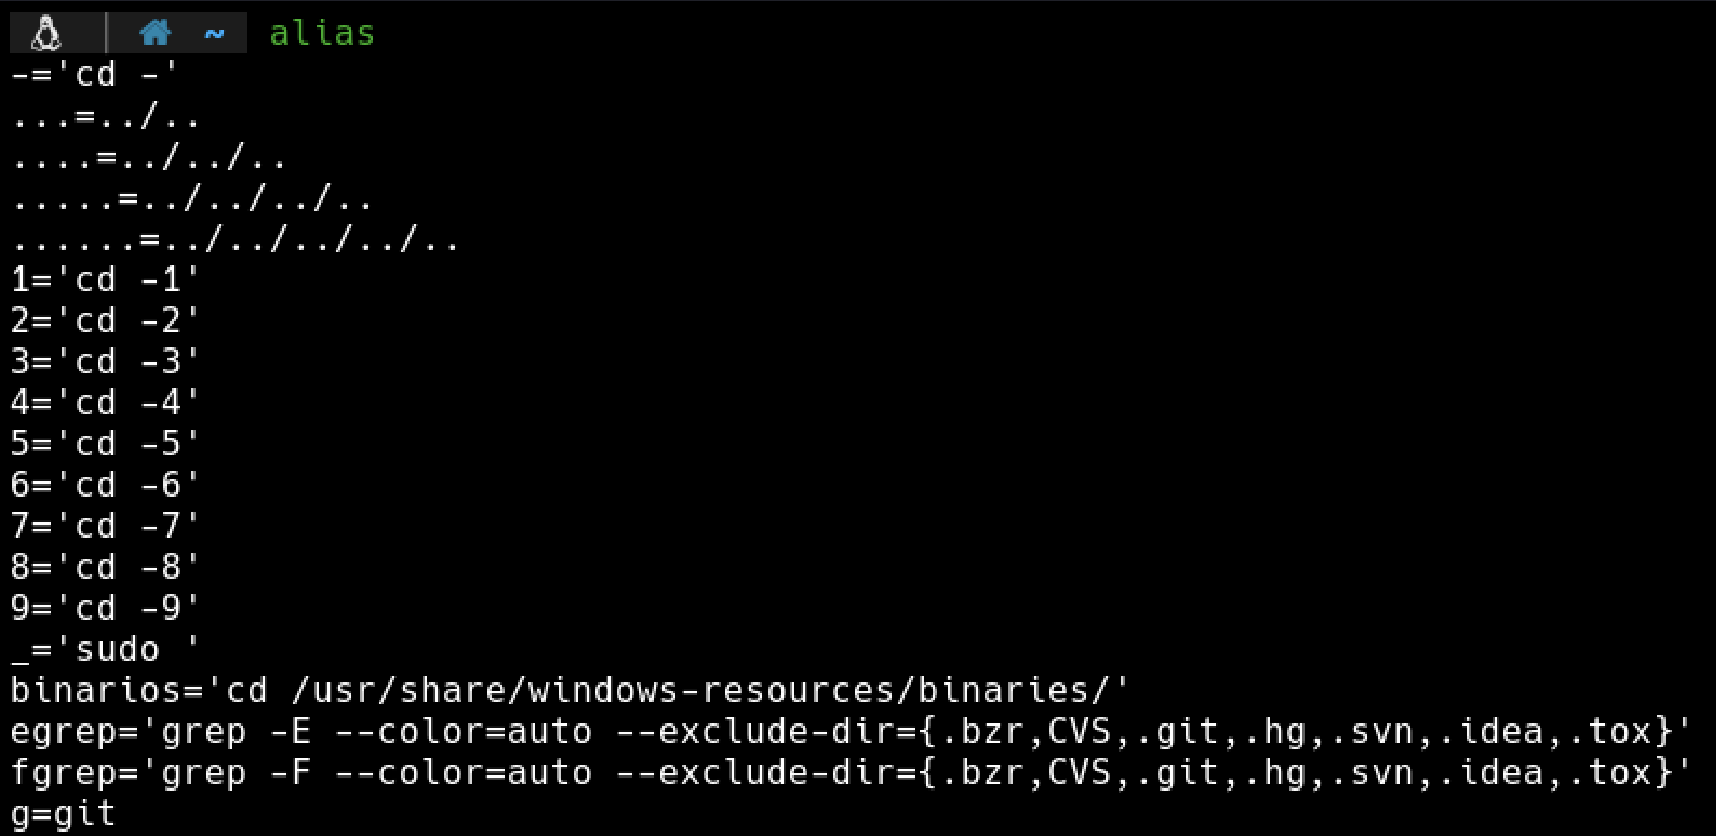 ~ alias
-='cd -'
...=../..
....=../../..
.....=../../../..
......=../../../../..
1='cd -1'
2='cd -2'
3='cd -3'
4='cd -4'
5='cd -5'
6='cd -6'
7='cd -7'
8='cd -8'
9='cd -9'
_='sudo '
binarios='cd /usr/share/windows-resources/binaries/'
egrep='grep -E --color=auto --exclude-dir={.bzr,CVS,.git,.hg,.svn,.idea,.tox}'
fgrep='grep -F --color=auto --exclude-dir={.bzr,CVS,.git,.hg,.svn,.idea,.tox}'
g=git